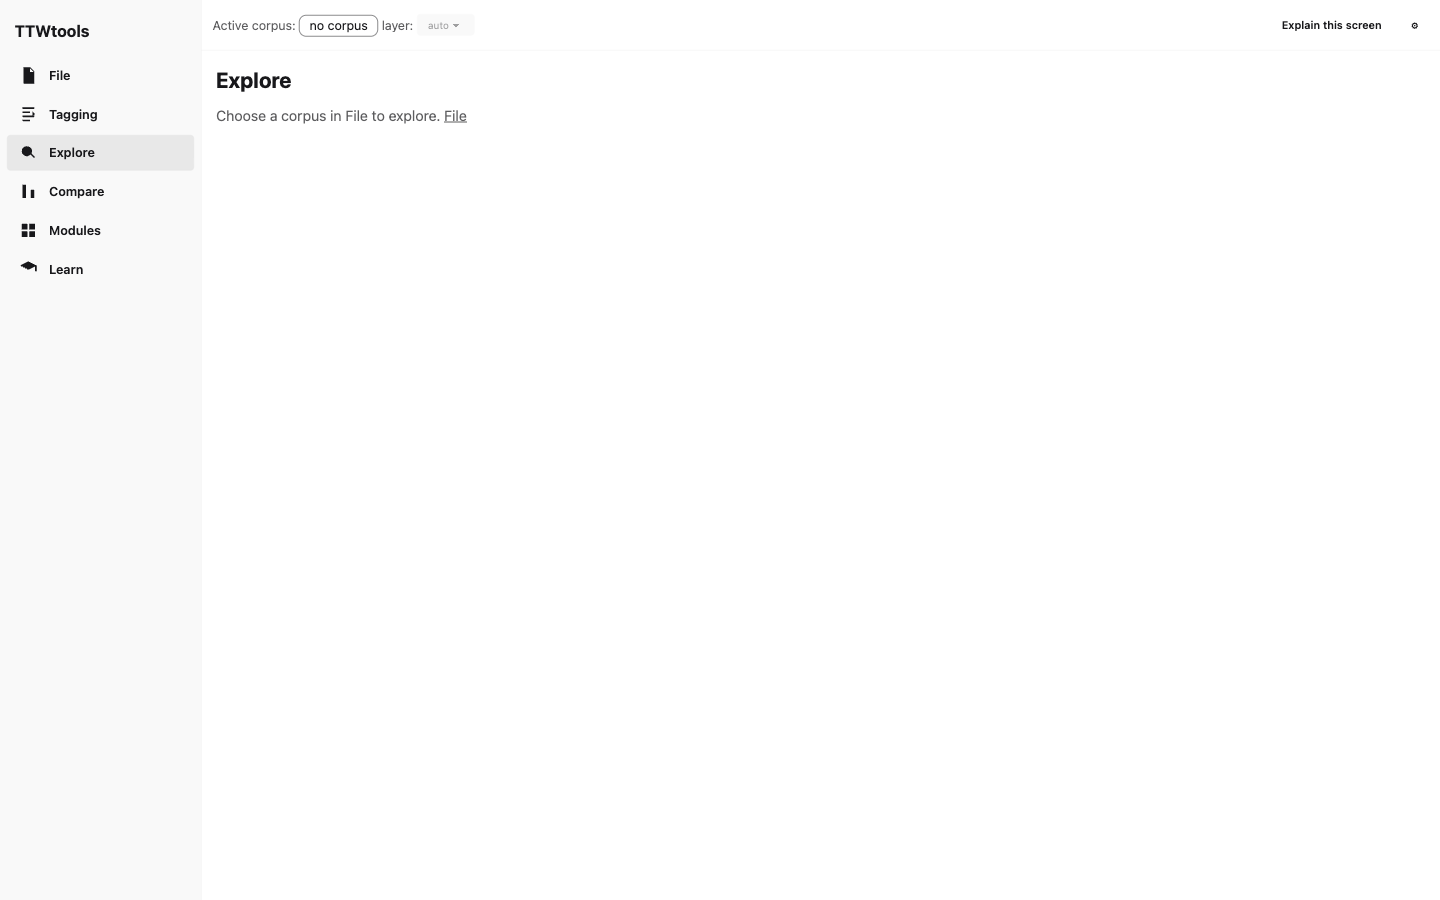 TTWtools
File
Tagging
Explore
Compare
Modules
Learn
Active corpus: no corpus layer: auto
Explain this screen
Explore
Choose a corpus in File to explore. File